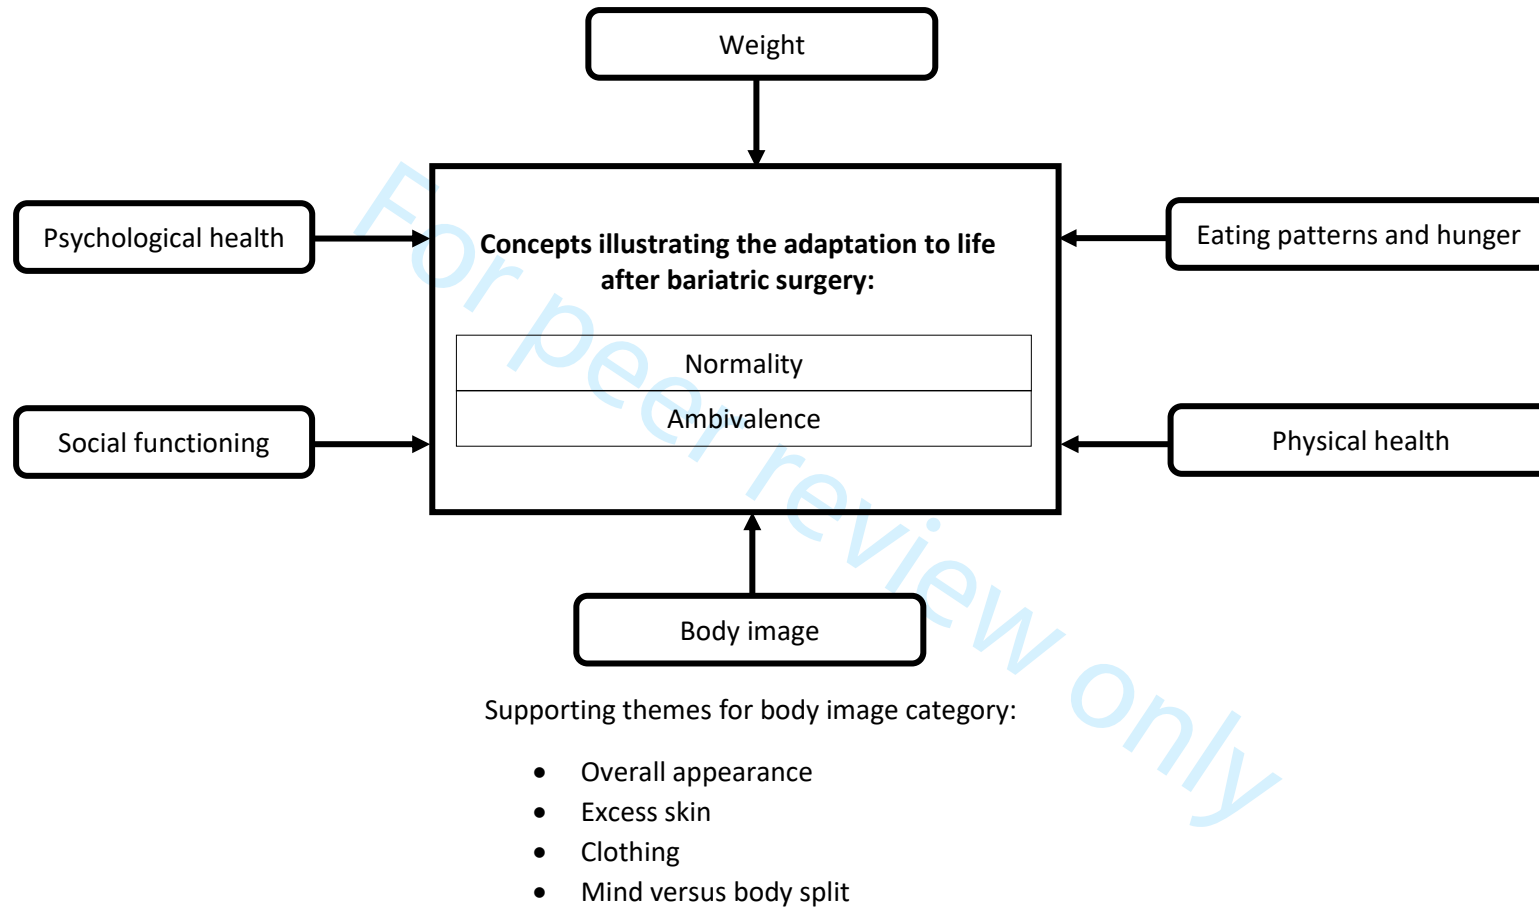 Weight
Psychological health
Eating patterns and hunger
Concepts illustrating the adaptation to life
after bariatric surgery:
Normality
Ambivalence
Social functioning
Physical health
Body image
Supporting themes for body image category:
• Overall appearance
• Excess skin
• Clothing
• Mind versus body split
For peer review only